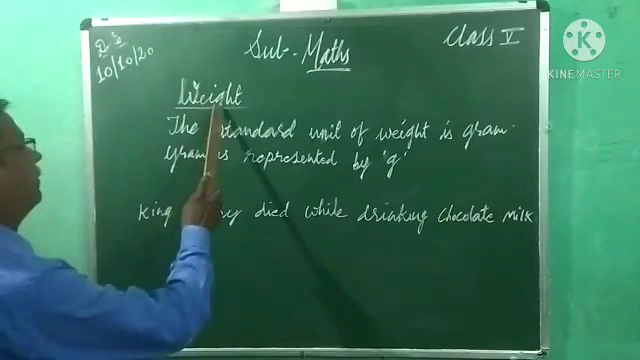 10/10/20
Sub - Maths
Class V
KINEMASTER
Weight
The standard unit of weight is gram.
gram is represented by 'g'
King died while drinking chocolate milk.